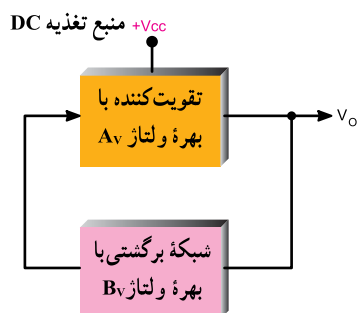 منبع تغذیه DC +Vcc
تقویت‌کننده با
بهرهٔ ولتاژ AV
VO
شبکهٔ برگشتی با
بهرهٔ ولتاژ BV